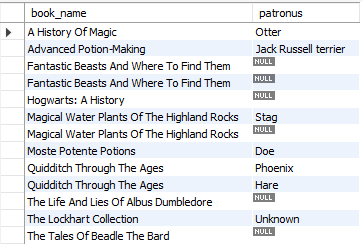 book_name patronus
A History Of Magic Otter
Advanced Potion-Making Jack Russell terrier
Fantastic Beasts And Where To Find Them NULL
Fantastic Beasts And Where To Find Them NULL
Hogwarts: A History NULL
Magical Water Plants Of The Highland Rocks Stag
Magical Water Plants Of The Highland Rocks NULL
Moste Potente Potions Doe
Quidditch Through The Ages Phoenix
Quidditch Through The Ages Hare
The Life And Lies Of Albus Dumbledore NULL
The Lockhart Collection Unknown
The Tales Of Beadle The Bard NULL